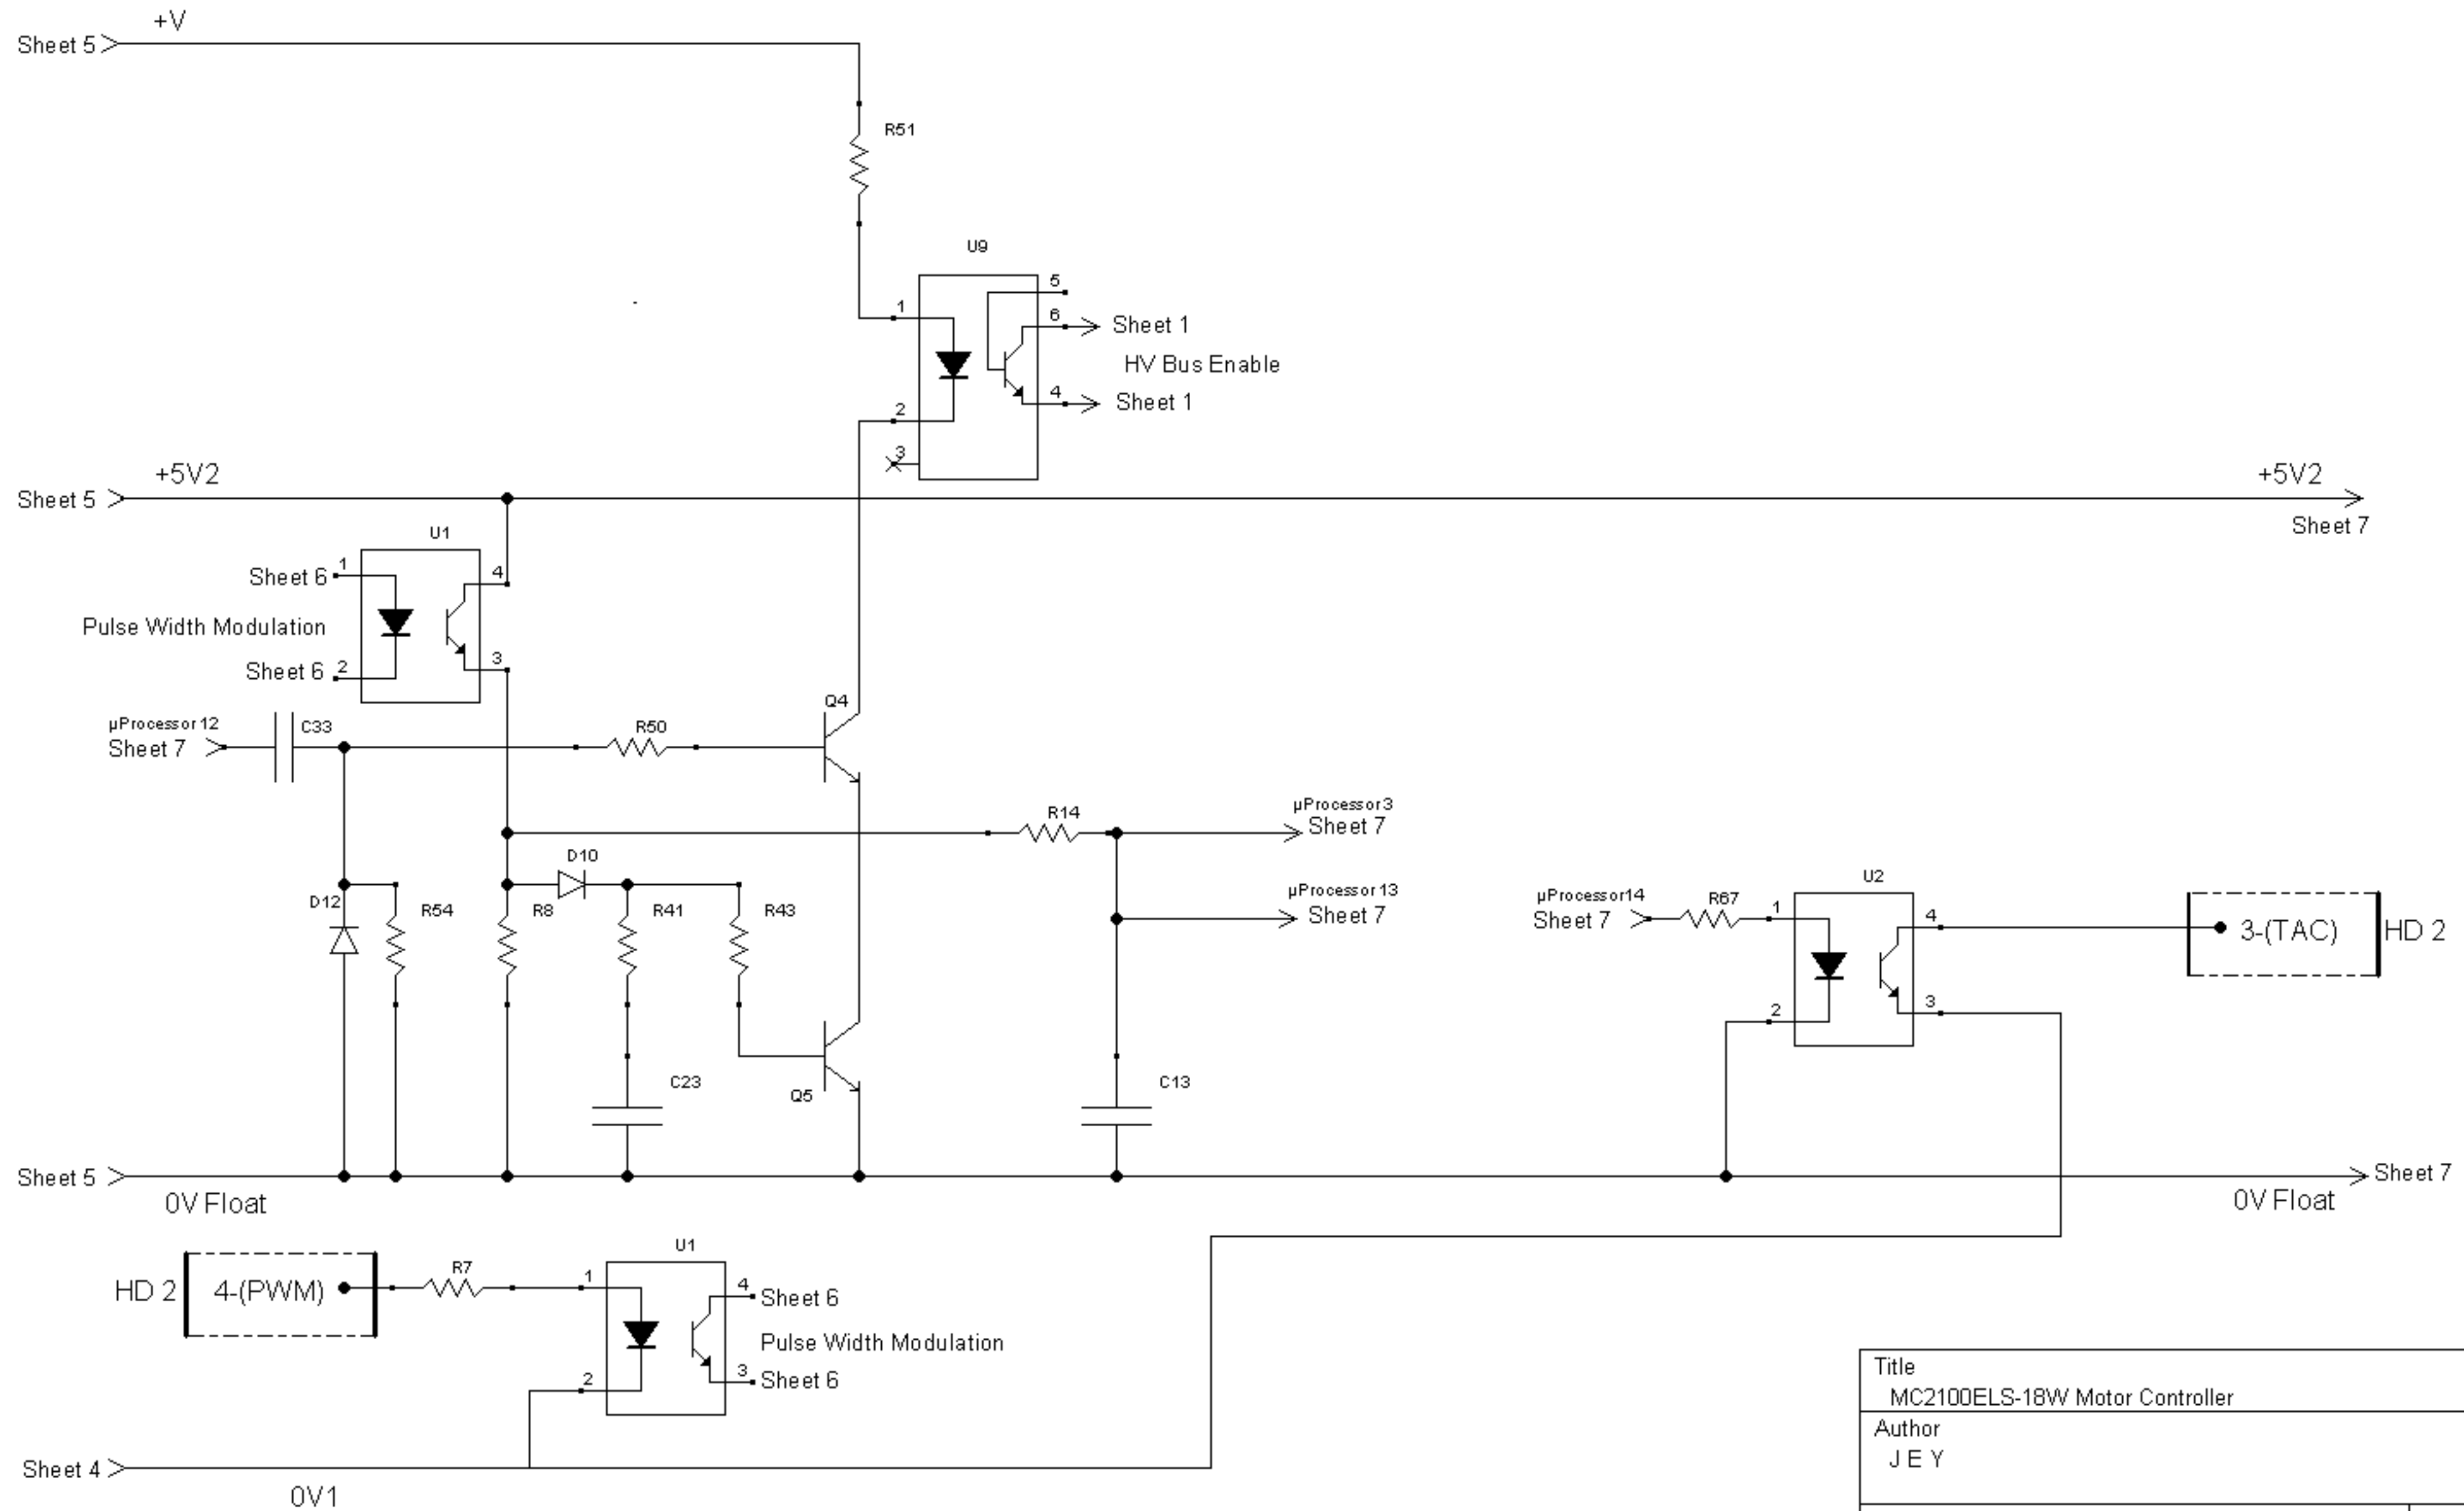 +V
Sheet 5
R51
U9
1
5
6
Sheet 1
HV Bus Enable
2
4
Sheet 1
3
+5V2
Sheet 5
+5V2
Sheet 7
U1
Sheet 6
1
4
Pulse Width Modulation
Sheet 6
2
3
µProcessor12
Sheet 7
C33
R50
Q4
R14
µProcessor3
Sheet 7
D10
D12
R54
R8
R41
R43
µProcessor13
Sheet 7
µProcessor14
Sheet 7
R67
U2
1
4
3-(TAC)
HD 2
2
3
C23
Q5
C13
Sheet 5
0V Float
Sheet 7
0V Float
HD 2
4-(PWM)
R7
U1
1
4
Sheet 6
Pulse Width Modulation
2
3
Sheet 6
Sheet 4
0V1
Title
MC2100ELS-18W Motor Controller
Author
J E Y